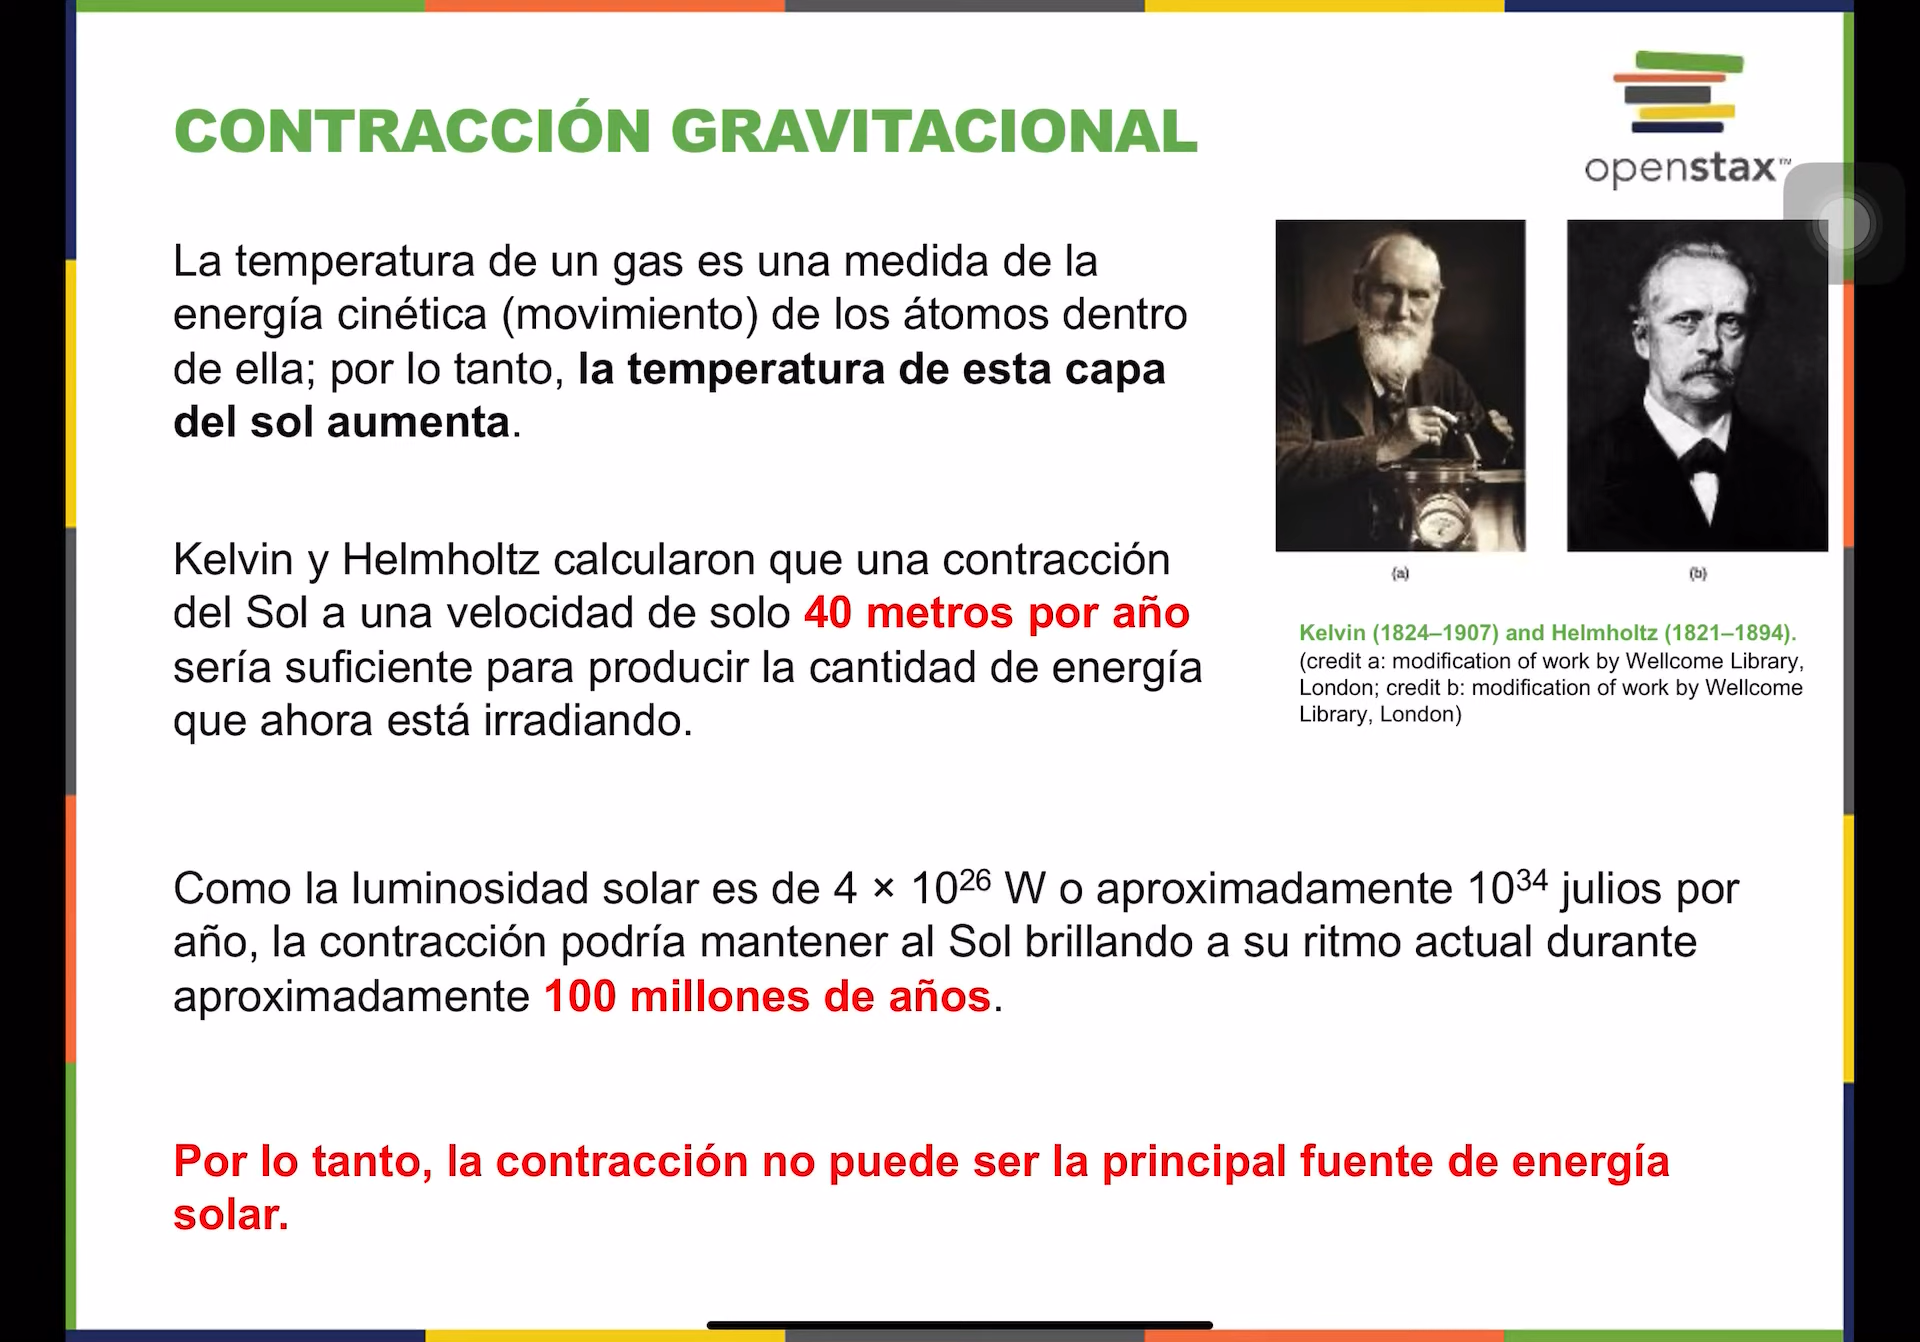 CONTRACCIÓN GRAVITACIONAL
openstax™
La temperatura de un gas es una medida de la
energía cinética (movimiento) de los átomos dentro
de ella; por lo tanto, la temperatura de esta capa
del sol aumenta.
Kelvin y Helmholtz calcularon que una contracción
del Sol a una velocidad de solo 40 metros por año
sería suficiente para producir la cantidad de energía
que ahora está irradiando.
(a)
(b)
Kelvin (1824–1907) and Helmholtz (1821–1894).
(credit a: modification of work by Wellcome Library,
London; credit b: modification of work by Wellcome
Library, London)
Como la luminosidad solar es de 4 × 10²⁶ W o aproximadamente 10³⁴ julios por
año, la contracción podría mantener al Sol brillando a su ritmo actual durante
aproximadamente 100 millones de años.
Por lo tanto, la contracción no puede ser la principal fuente de energía
solar.